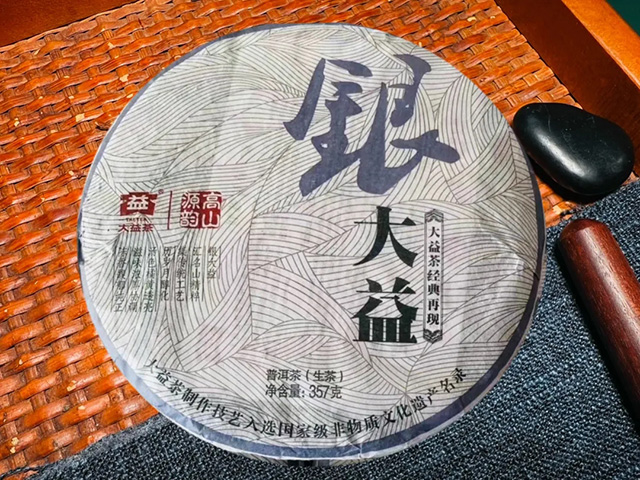 銀
大益
大益茶经典再现
益
TAETEA
大益茶
高山
源韵
普洱茶（生茶）
净含量: 357克
大益茶制作技艺入选国家级非物质文化遗产名录